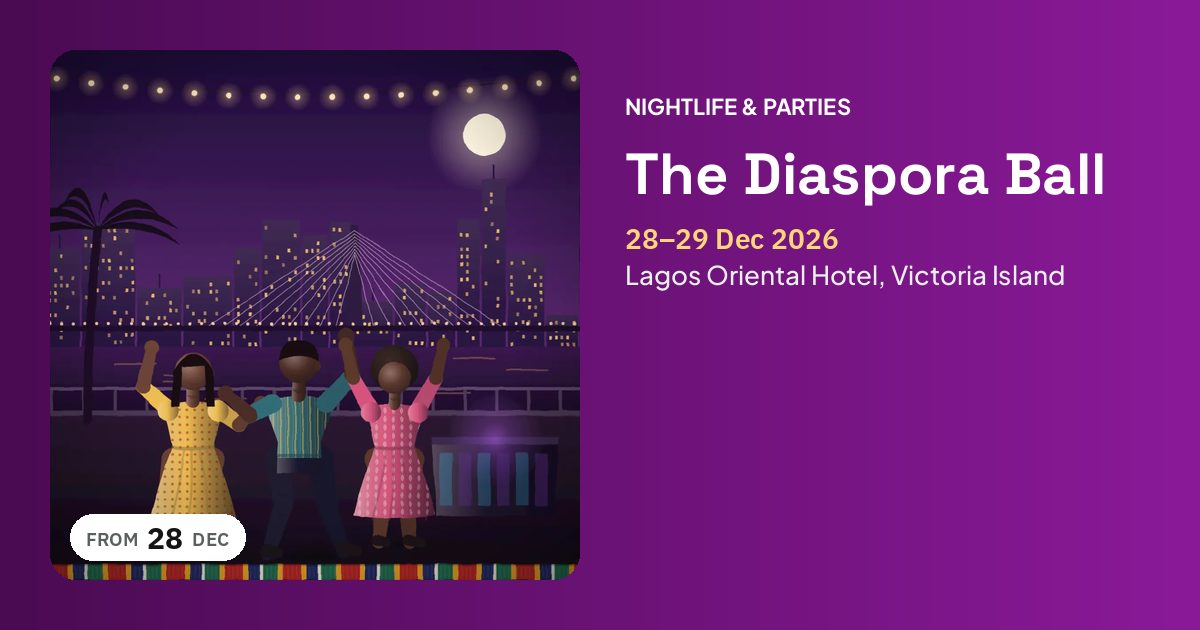 NIGHTLIFE & PARTIES
The Diaspora Ball
28–29 Dec 2026
Lagos Oriental Hotel, Victoria Island
FROM 28 DEC